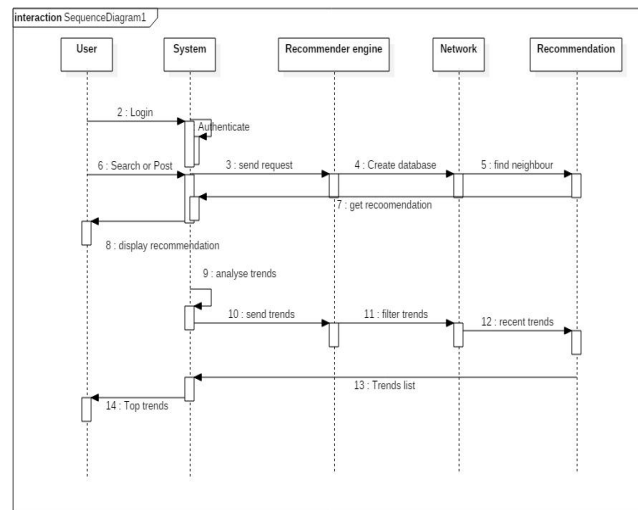 interaction SequenceDiagram1
User
System
Recommender engine
Network
Recommendation
2 : Login
: Authenticate
6 : Search or Post
3 : send request
4 : Create database
5 : find neighbour
7 : get recoomendation
8 : display recommendation
9 : analyse trends
10 : send trends
11 : filter trends
12 : recent trends
13 : Trends list
14 : Top trends